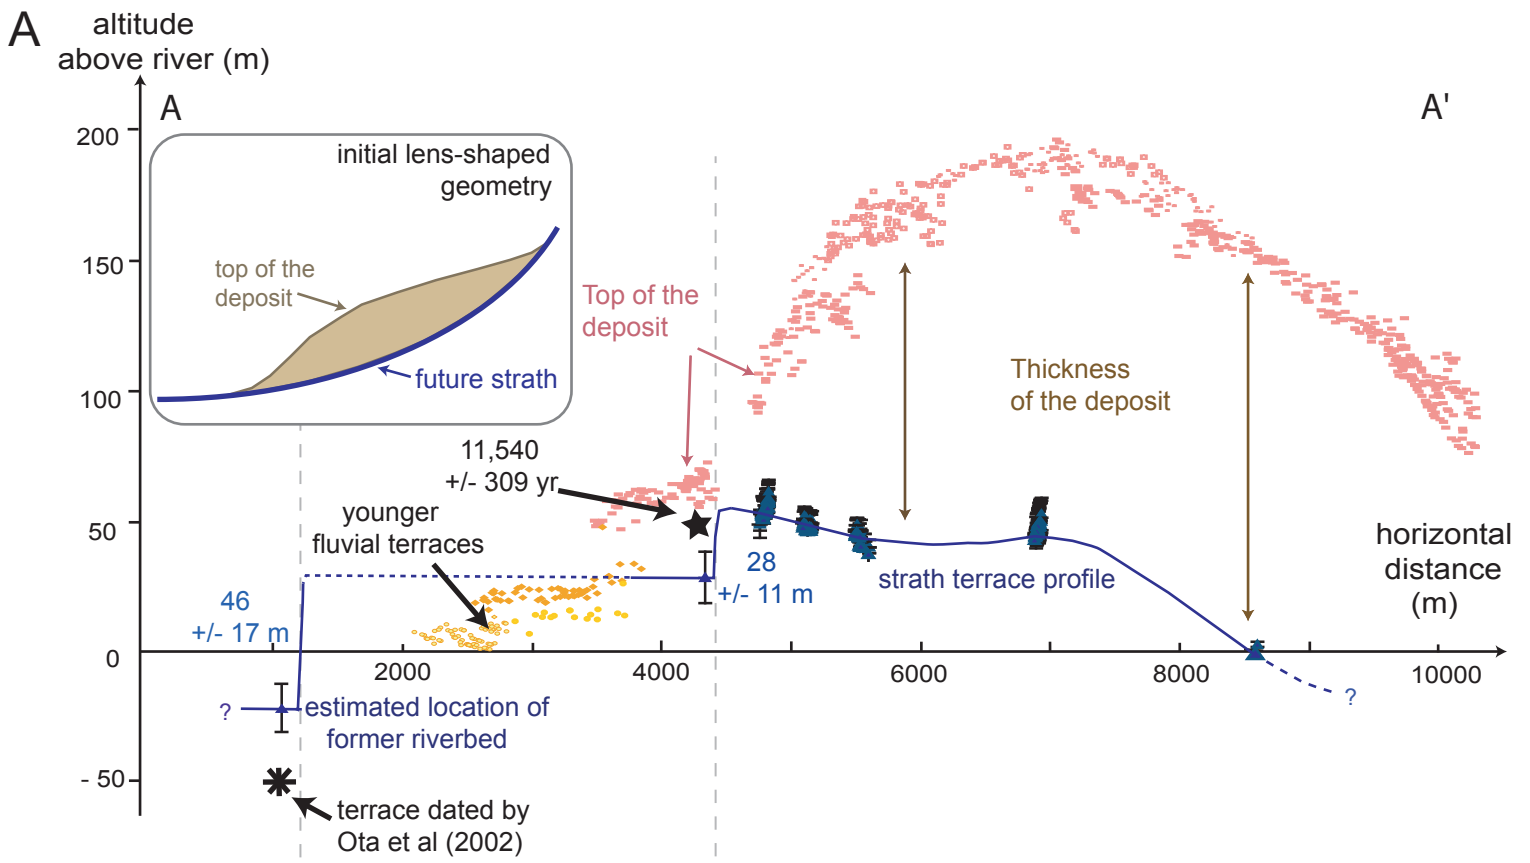 A
altitude
above river (m)
A
A'
200
150
100
50
0
- 50
initial lens-shaped
geometry
top of the
deposit
future strath
Top of the
deposit
Thickness
of the deposit
11,540
+/- 309 yr
younger
fluvial terraces
horizontal
distance
(m)
46
+/- 17 m
28
+/- 11 m
strath terrace profile
2000
4000
6000
8000
10000
?
estimated location of
former riverbed
?
terrace dated by
Ota et al (2002)